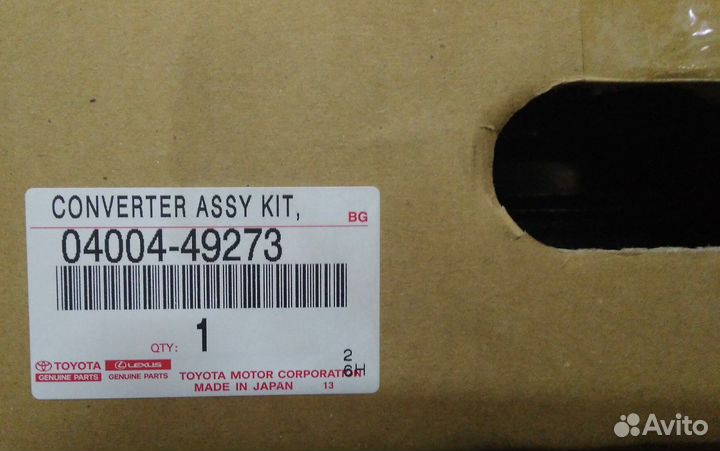 CONVERTER ASSY KIT,
BG
04004-49273
QTY: 1
2
6H
TOYOTA LEXUS
GENUINE PARTS GENUINE PARTS
TOYOTA MOTOR CORPORATION
MADE IN JAPAN 13
Avito